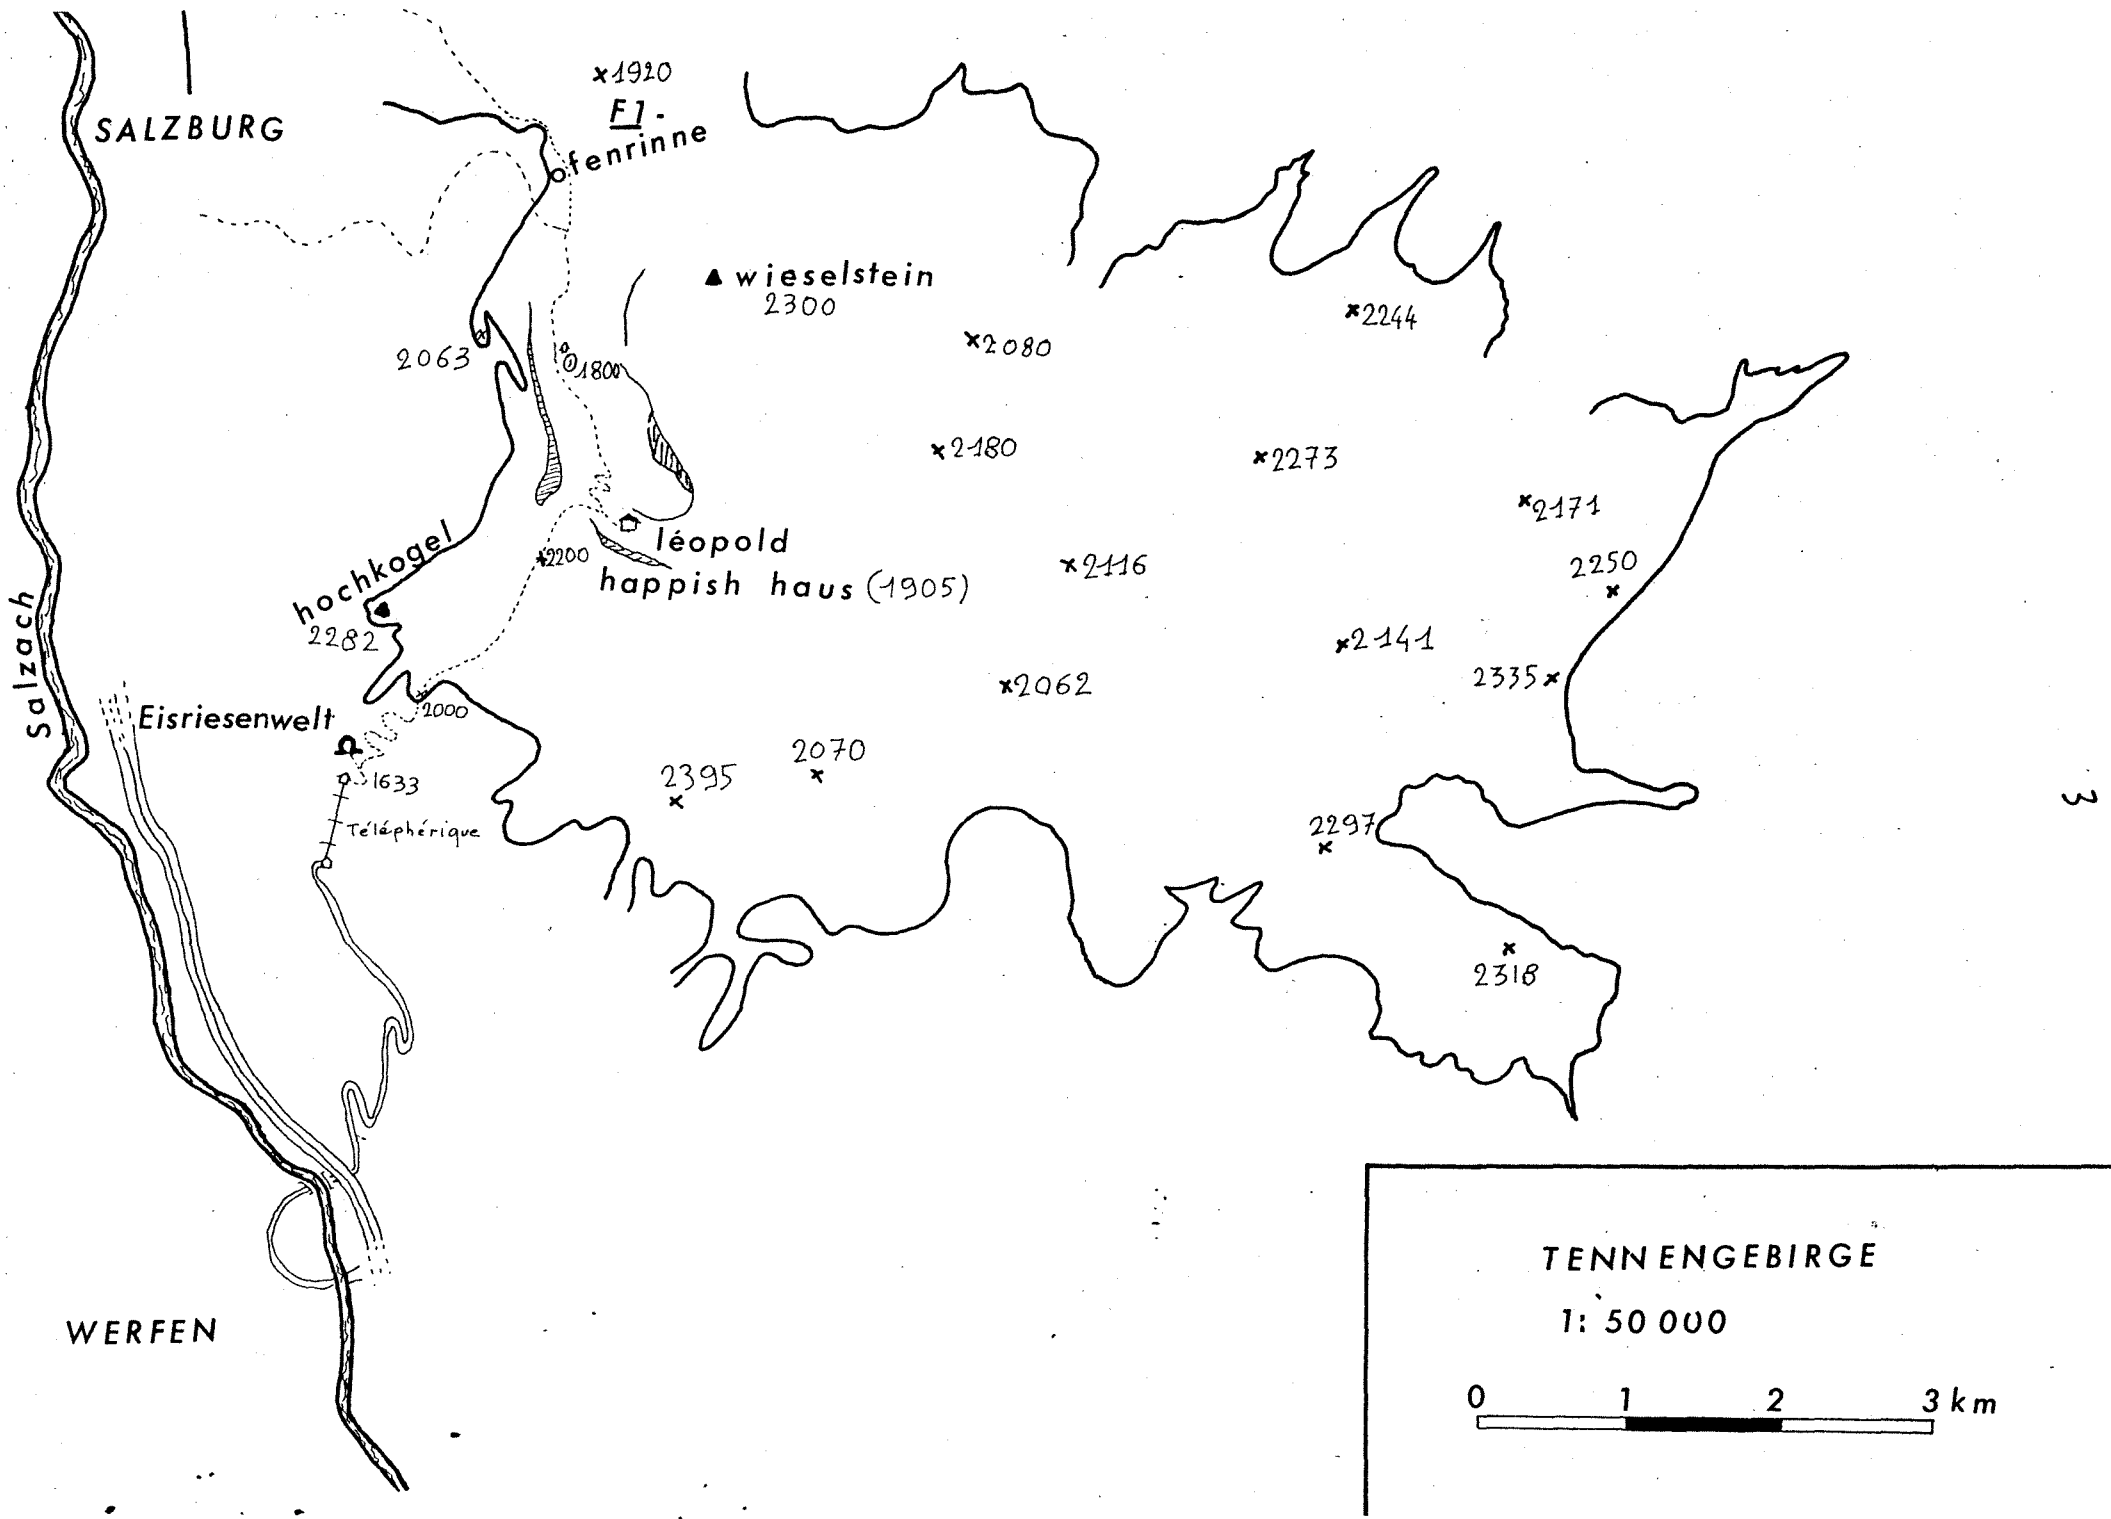 ×1920
F1-
SALZBURG
Ofenrinne
wieselstein
2300
×2244
×2080
2063
1800
×2180
×2273
×2171
léopold
×2200
2250
×2116
happish haus (1905)
hochkogel
2282
Salzach
×2141
2335×
×2062
2000
Eisriesenwelt
2070
2395
1633
3
Téléphérique
2297
2318
TENNENGEBIRGE
1: 50 000
WERFEN
0 1 2 3 km